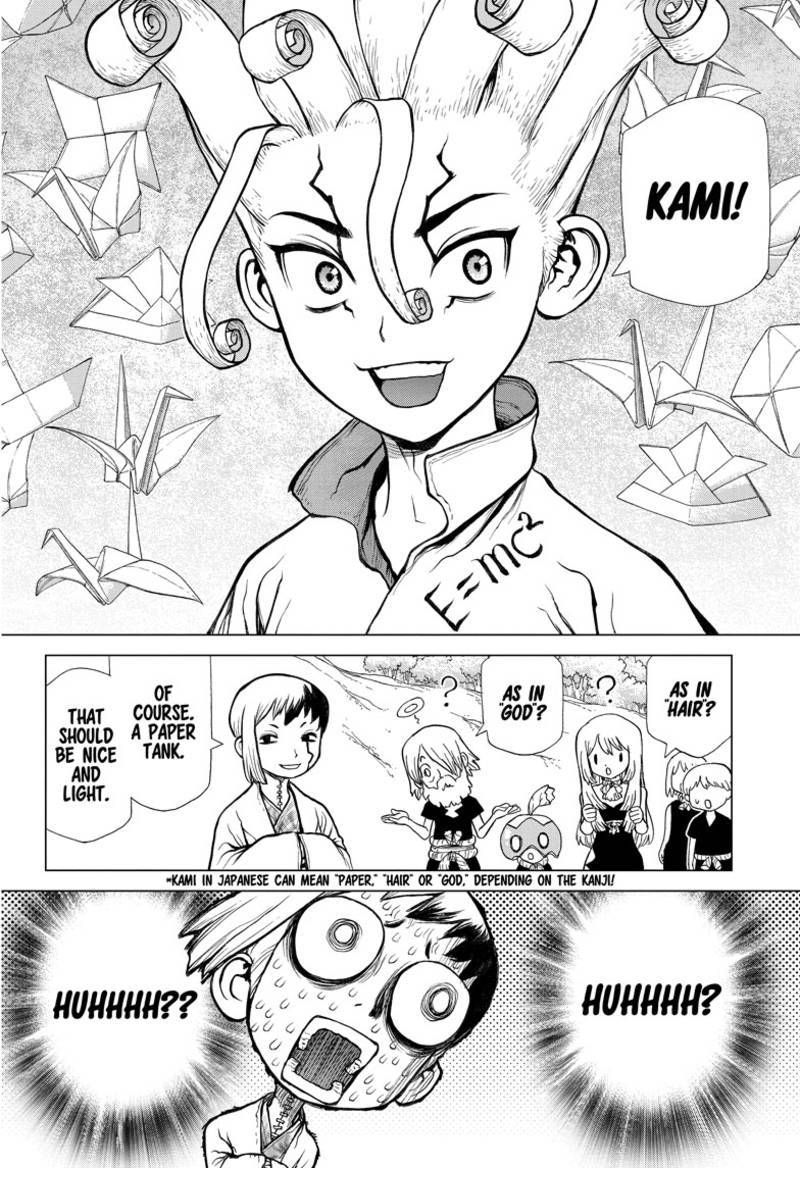 KAMI!
E=mc²
AS IN
"HAIR"?
?
AS IN
"GOD"?
?
OF
COURSE.
A PAPER
TANK.
THAT
SHOULD
BE NICE
AND
LIGHT.
*KAMI IN JAPANESE CAN MEAN "PAPER," "HAIR" OR "GOD," DEPENDING ON THE KANJI!
HUHHHH?
HUHHHH??